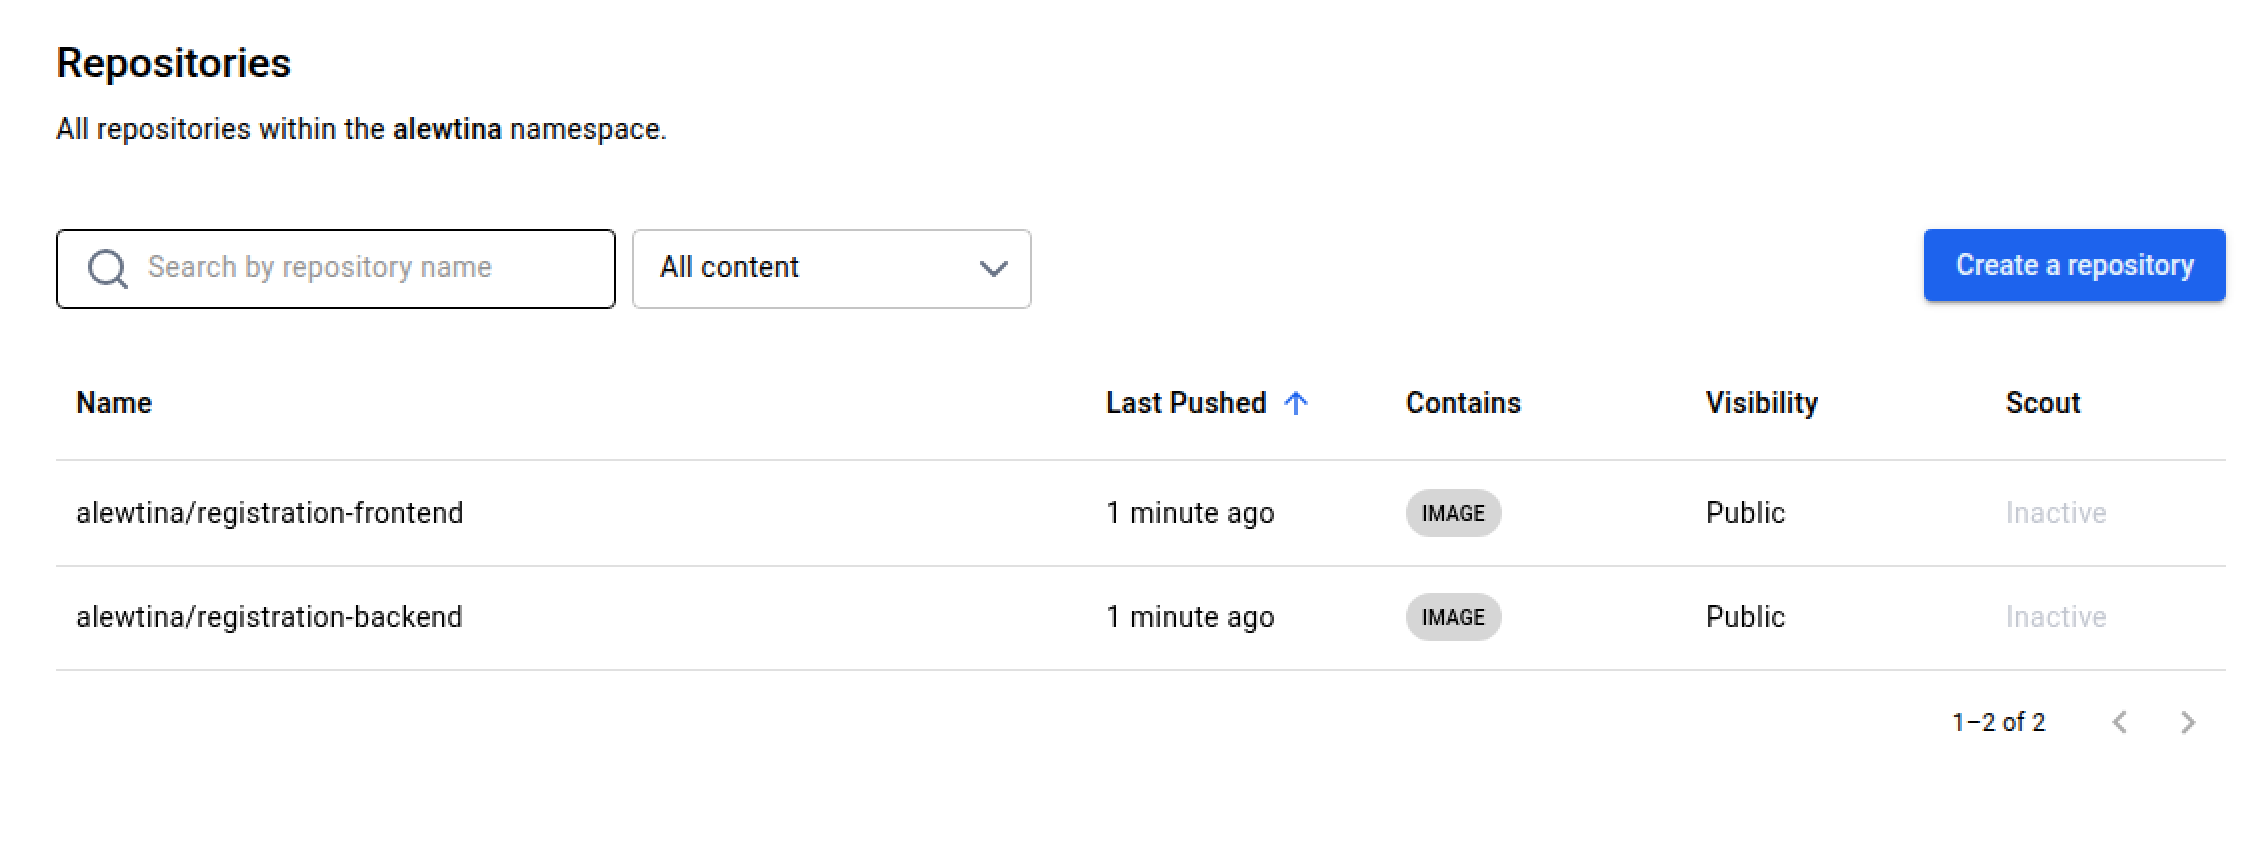 Repositories
All repositories within the alewtina namespace.
Search by repository name
All content
Create a repository
Name Last Pushed Contains Visibility Scout
alewtina/registration-frontend 1 minute ago IMAGE Public Inactive
alewtina/registration-backend 1 minute ago IMAGE Public Inactive
1–2 of 2